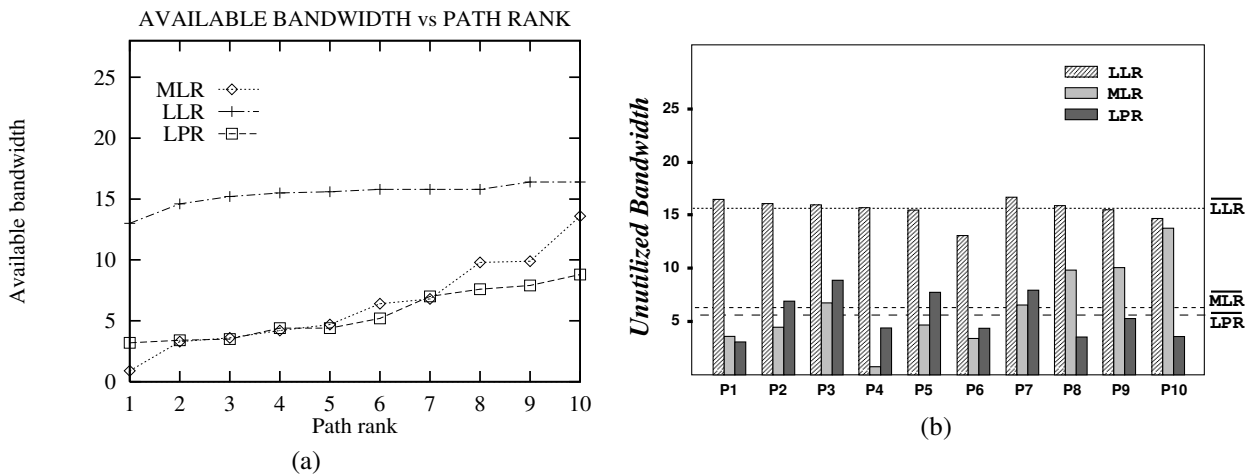 AVAILABLE BANDWIDTH vs PATH RANK
Available bandwidth
25
20
15
10
5
0
MLR
LLR
LPR
1 2 3 4 5 6 7 8 9 10
Path rank
(a)
Unutilized Bandwidth
25
15
10
5
LLR
MLR
LPR
LLR
MLR
LPR
P1 P2 P3 P4 P5 P6 P7 P8 P9 P10
(b)